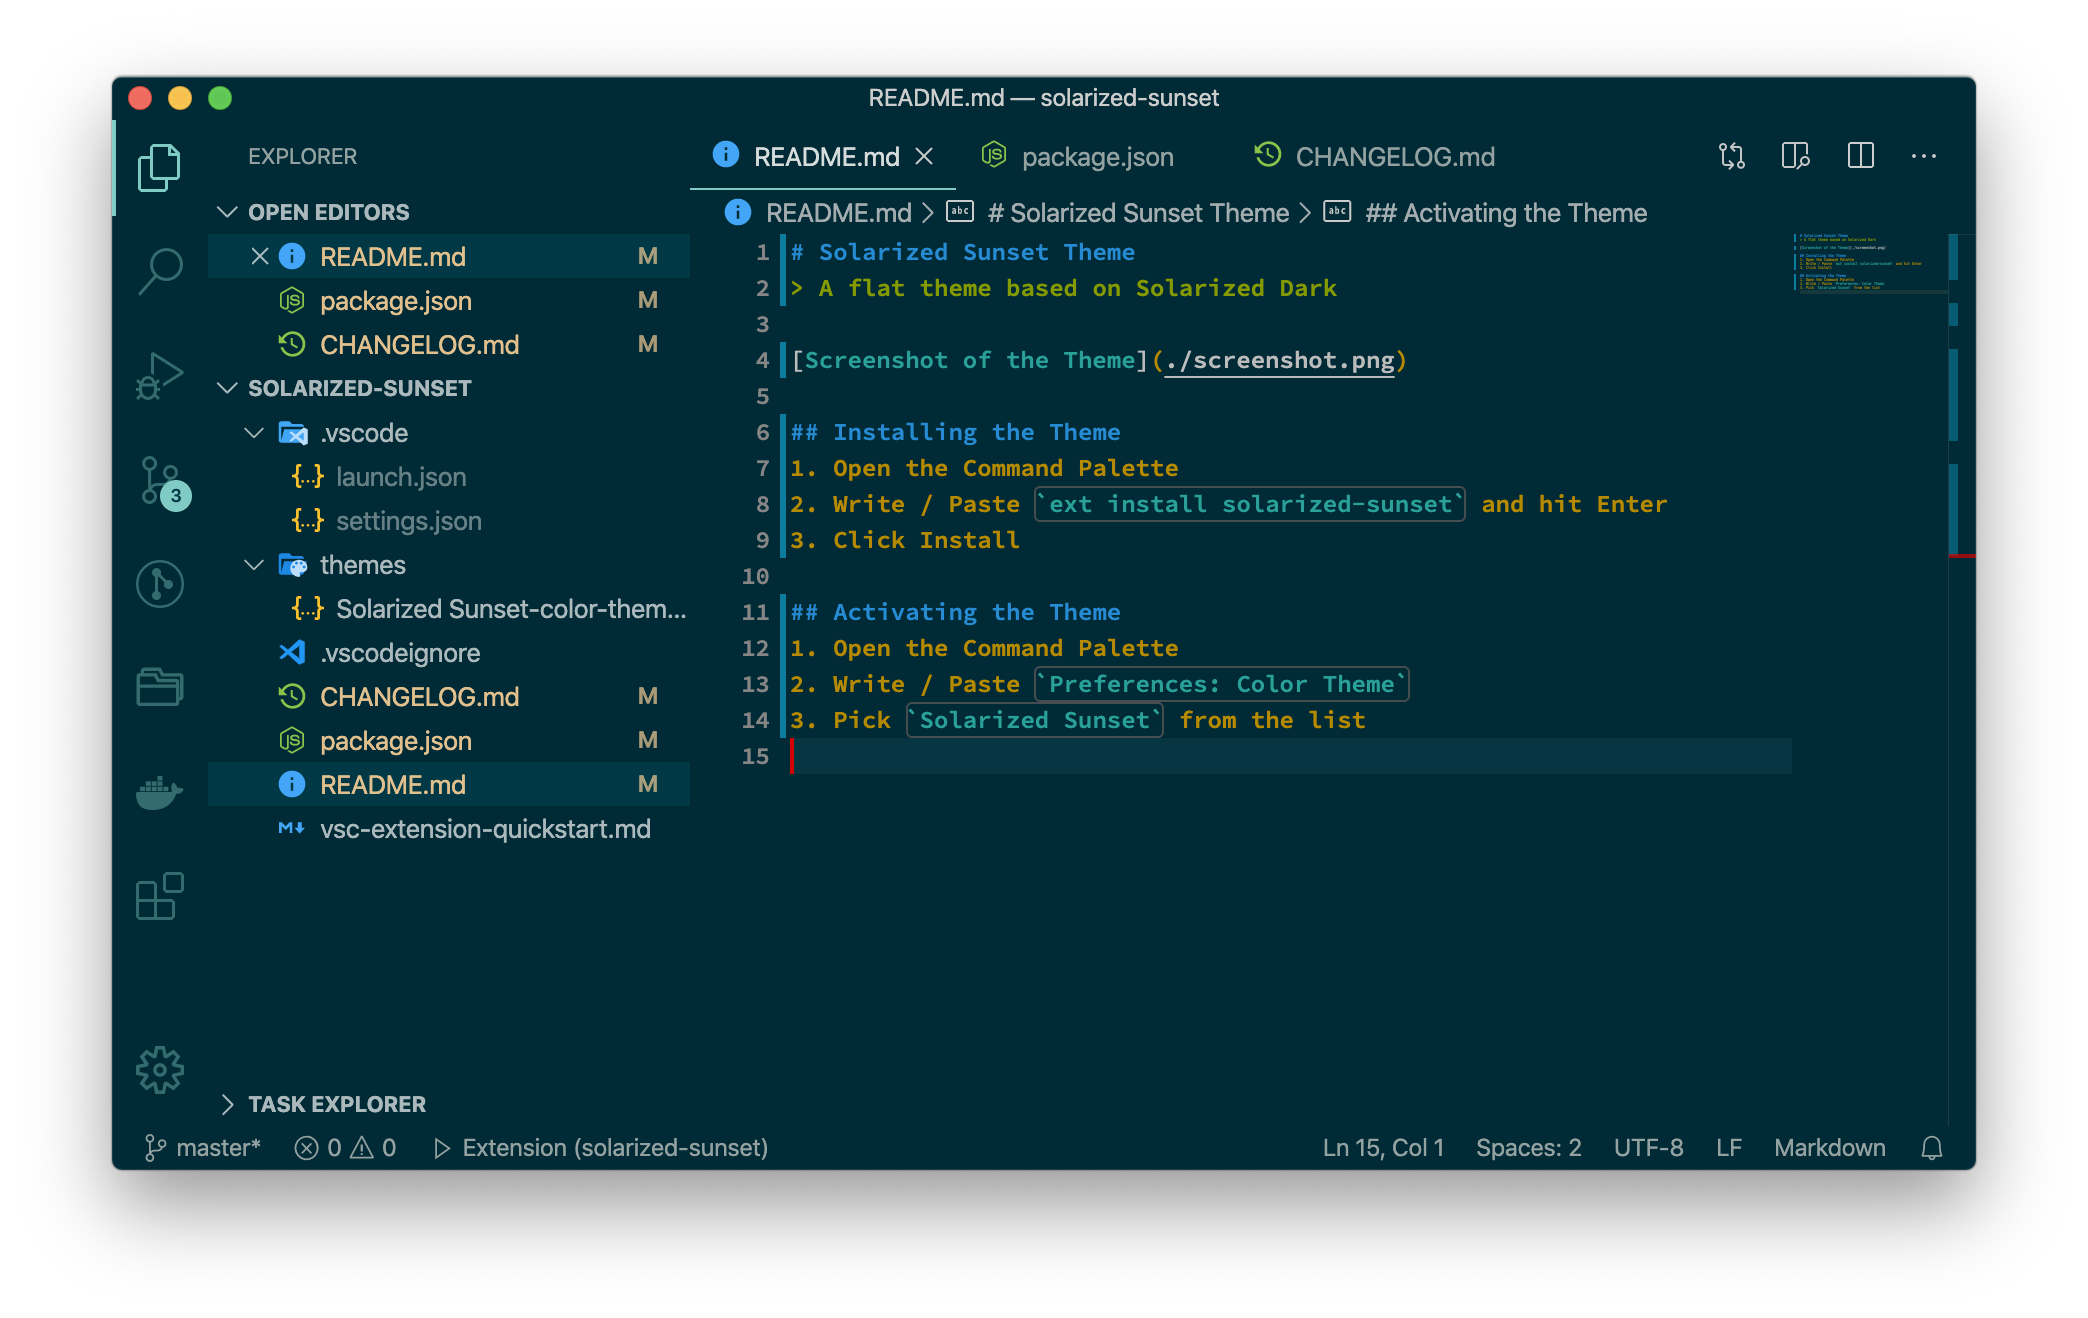 README.md — solarized-sunset
EXPLORER
OPEN EDITORS
README.md M
package.json M
CHANGELOG.md M
SOLARIZED-SUNSET
.vscode
{..} launch.json
{..} settings.json
themes
{..} Solarized Sunset-color-them...
.vscodeignore
CHANGELOG.md M
JS package.json M
README.md M
M vsc-extension-quickstart.md
TASK EXPLORER
3
README.md
JS package.json
CHANGELOG.md
README.md > abc # Solarized Sunset Theme > abc ## Activating the Theme
1 # Solarized Sunset Theme
2 > A flat theme based on Solarized Dark
3
4 [Screenshot of the Theme](./screenshot.png)
5
6 ## Installing the Theme
7 1. Open the Command Palette
8 2. Write / Paste `ext install solarized-sunset` and hit Enter
9 3. Click Install
10
11 ## Activating the Theme
12 1. Open the Command Palette
13 2. Write / Paste `Preferences: Color Theme`
14 3. Pick `Solarized Sunset` from the list
15
master* 0 0 Extension (solarized-sunset)
Ln 15, Col 1 Spaces: 2 UTF-8 LF Markdown